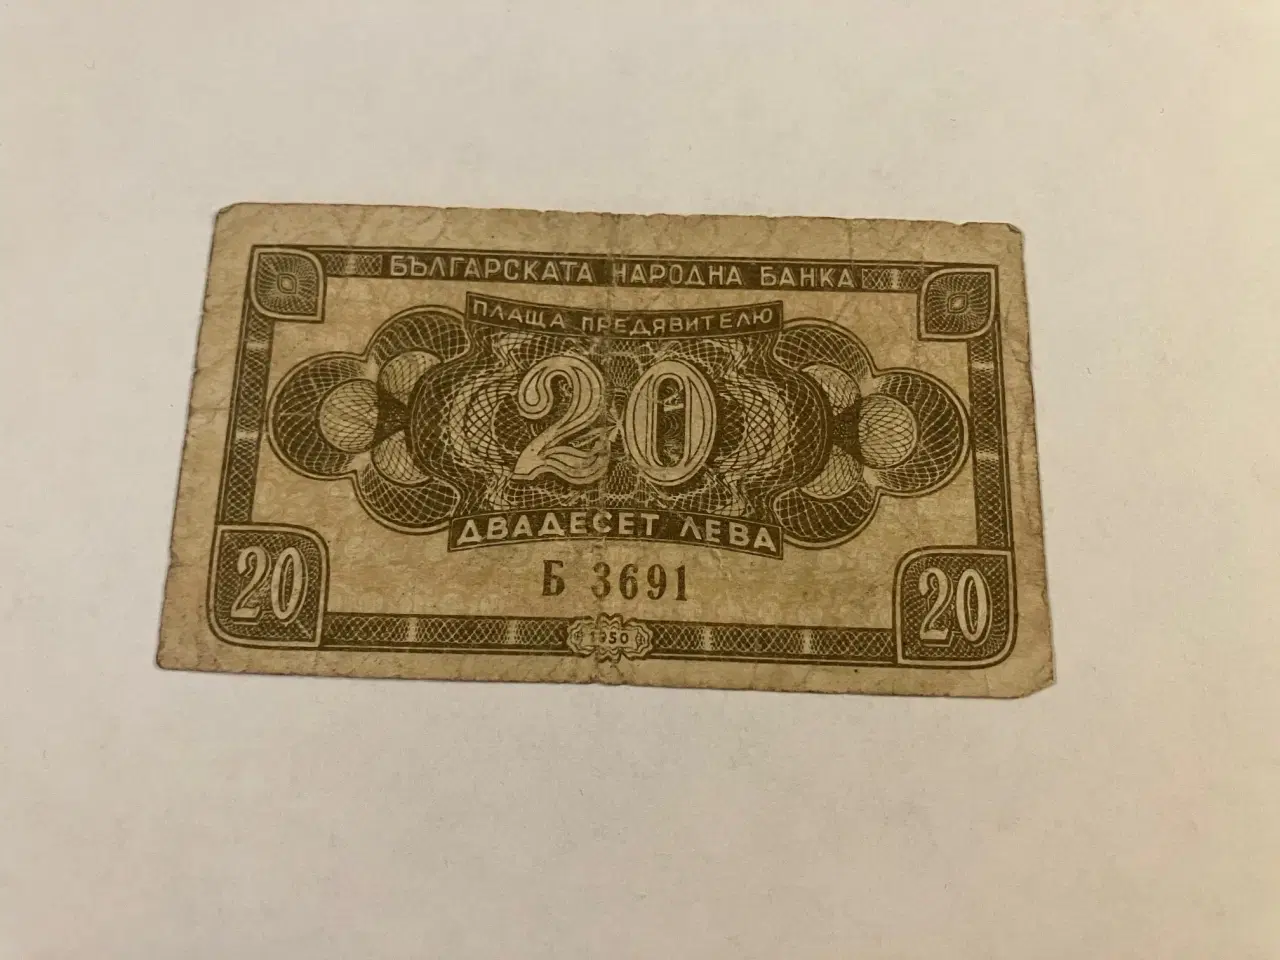 БЪЛГАРСКАТА НАРОДНА БАНКА
ПЛАЩА ПРЕДЯВИТЕЛЮ
20
ДВАДЕСЕТ ЛЕВА
Б 3691
20
20
1950